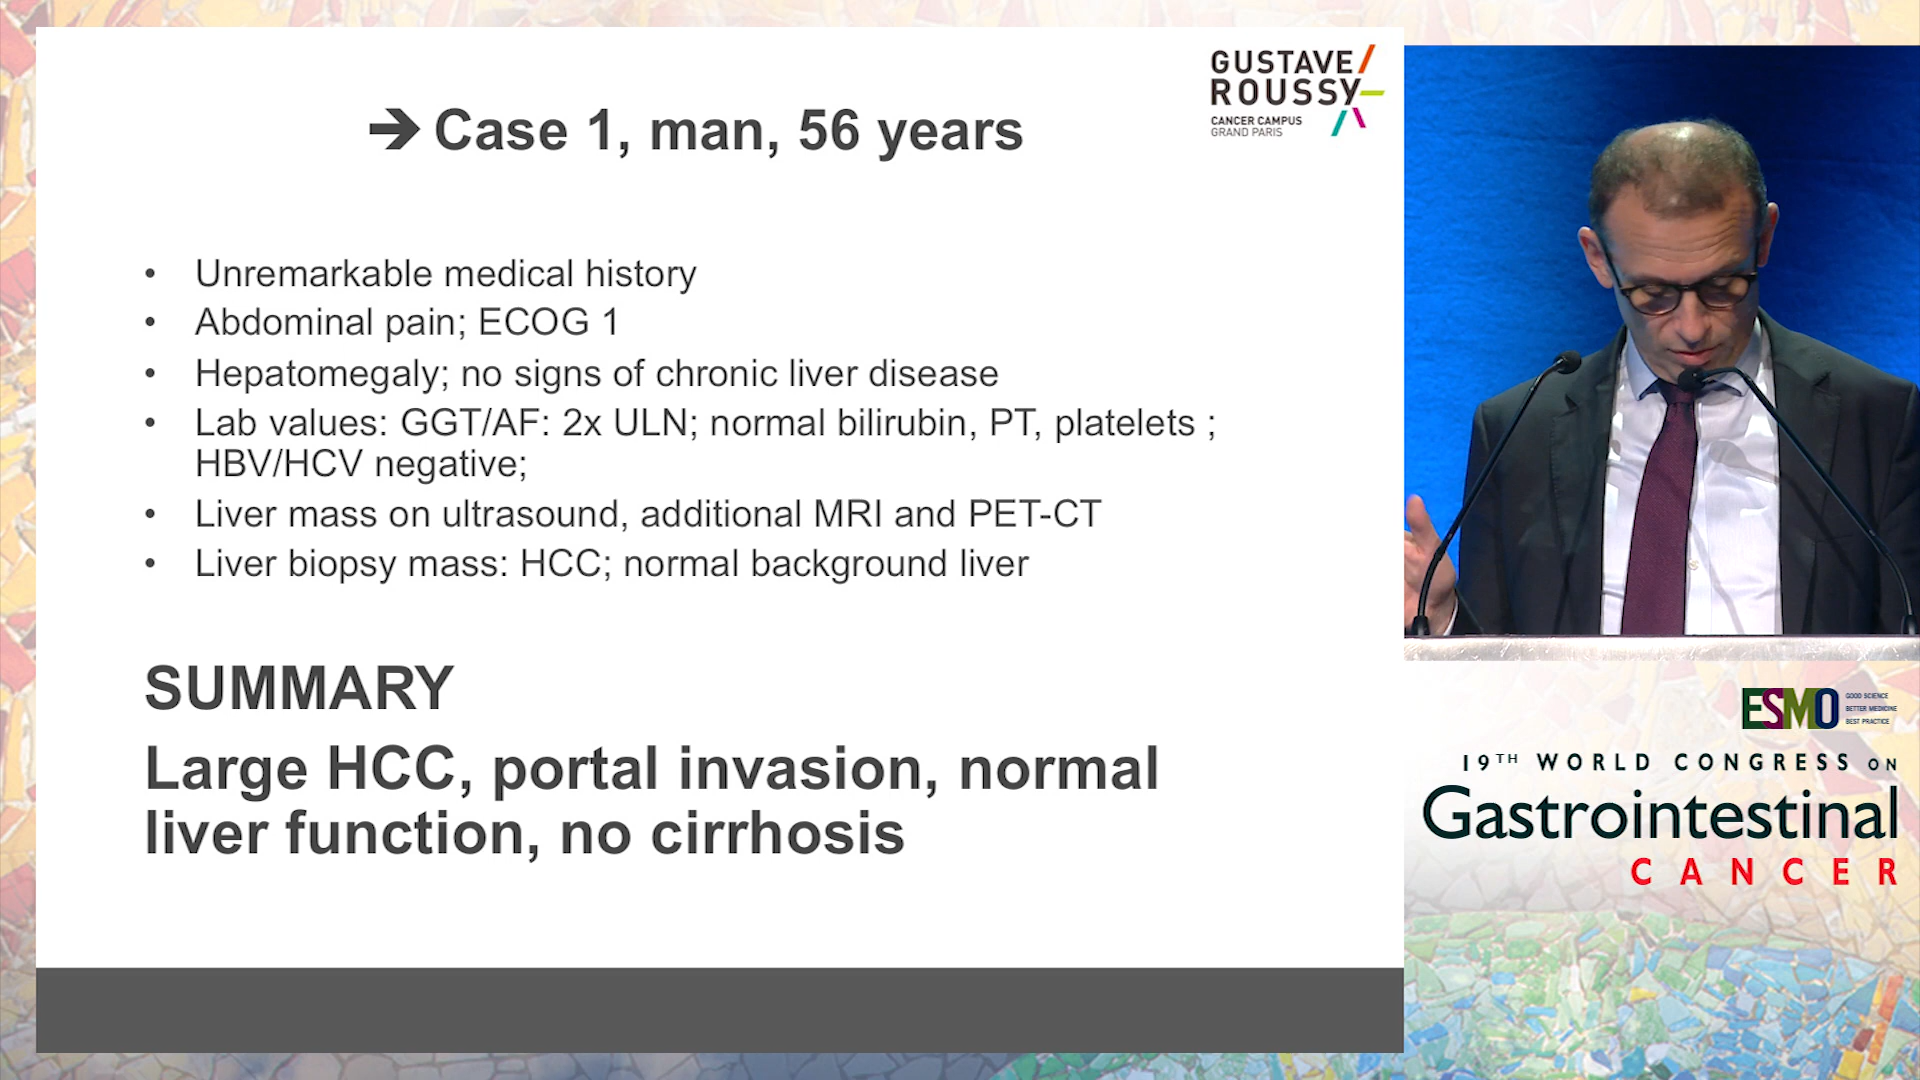 GUSTAVE
ROUSSY
CANCER CAMPUS
GRAND PARIS
➔ Case 1, man, 56 years
• Unremarkable medical history
• Abdominal pain; ECOG 1
• Hepatomegaly; no signs of chronic liver disease
• Lab values: GGT/AF: 2x ULN; normal bilirubin, PT, platelets ;
HBV/HCV negative;
• Liver mass on ultrasound, additional MRI and PET-CT
• Liver biopsy mass: HCC; normal background liver
SUMMARY
Large HCC, portal invasion, normal
liver function, no cirrhosis
ESMO
GOOD SCIENCE
BETTER MEDICINE
BEST PRACTICE
19TH WORLD CONGRESS ON
Gastrointestinal
CANCER